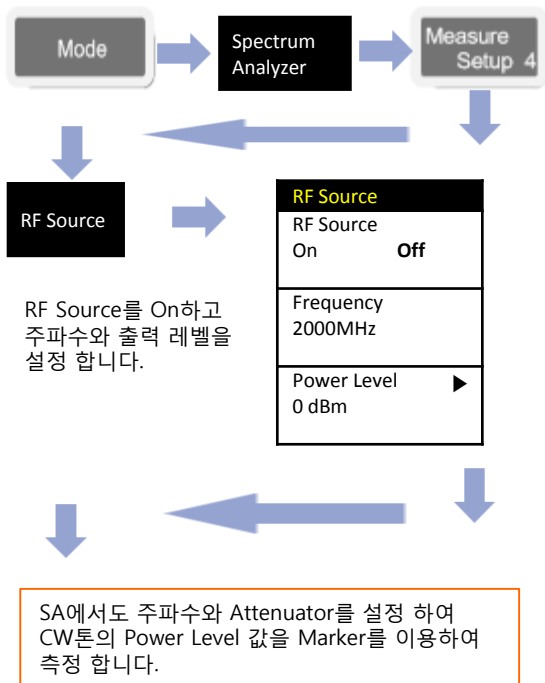 Mode
Spectrum
Analyzer
Measure
Setup 4
RF Source
RF Source
RF Source
On Off
Frequency
2000MHz
Power Level ▶
0 dBm
RF Source를 On하고
주파수와 출력 레벨을
설정 합니다.
SA에서도 주파수와 Attenuator를 설정 하여
CW톤의 Power Level 값을 Marker를 이용하여
측정 합니다.